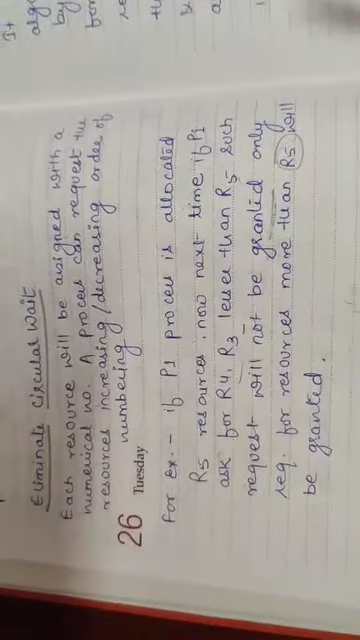 Eliminate circular wait
Each resource will be assigned with a
numerical no. A process can request the
resources increasing/decreasing order of
numbering
26 Tuesday
For ex. - if P1 process is allocated
R5 resources. now next time if P1
ask for R4, R3 lesser than R5 such
request will not be granted only
req. for resources more than R5 will
be granted.